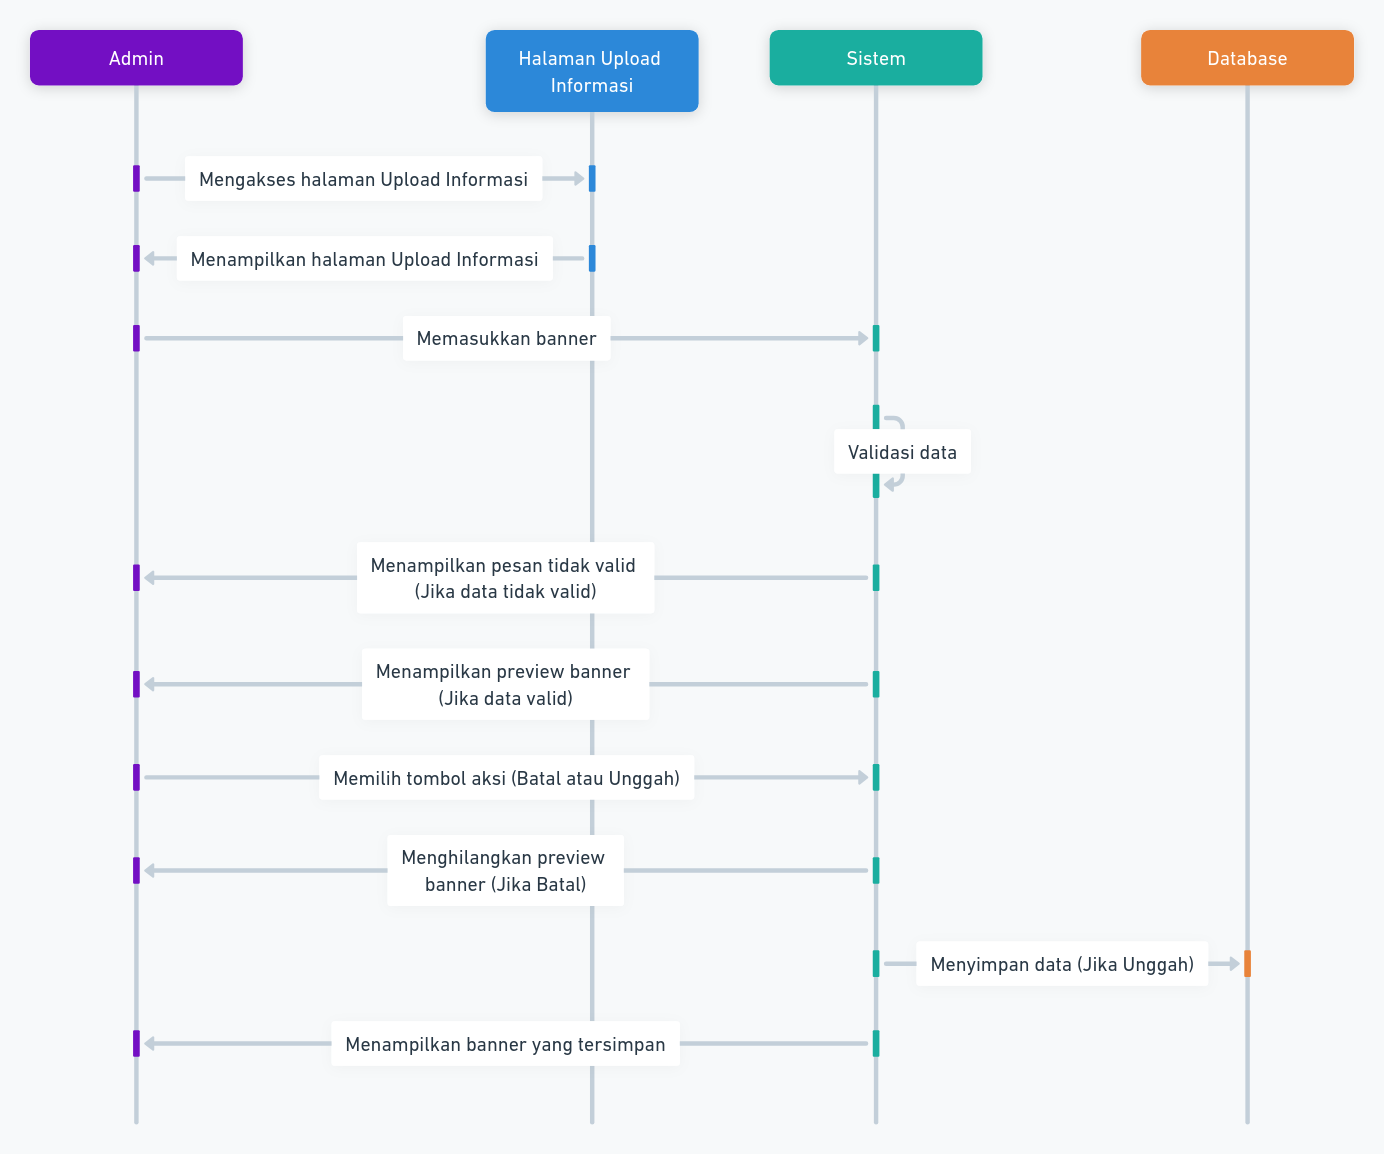 Admin
Halaman Upload
Informasi
Sistem
Database
Mengakses halaman Upload Informasi
Menampilkan halaman Upload Informasi
Memasukkan banner
Validasi data
Menampilkan pesan tidak valid
(Jika data tidak valid)
Menampilkan preview banner
(Jika data valid)
Memilih tombol aksi (Batal atau Unggah)
Menghilangkan preview
banner (Jika Batal)
Menyimpan data (Jika Unggah)
Menampilkan banner yang tersimpan